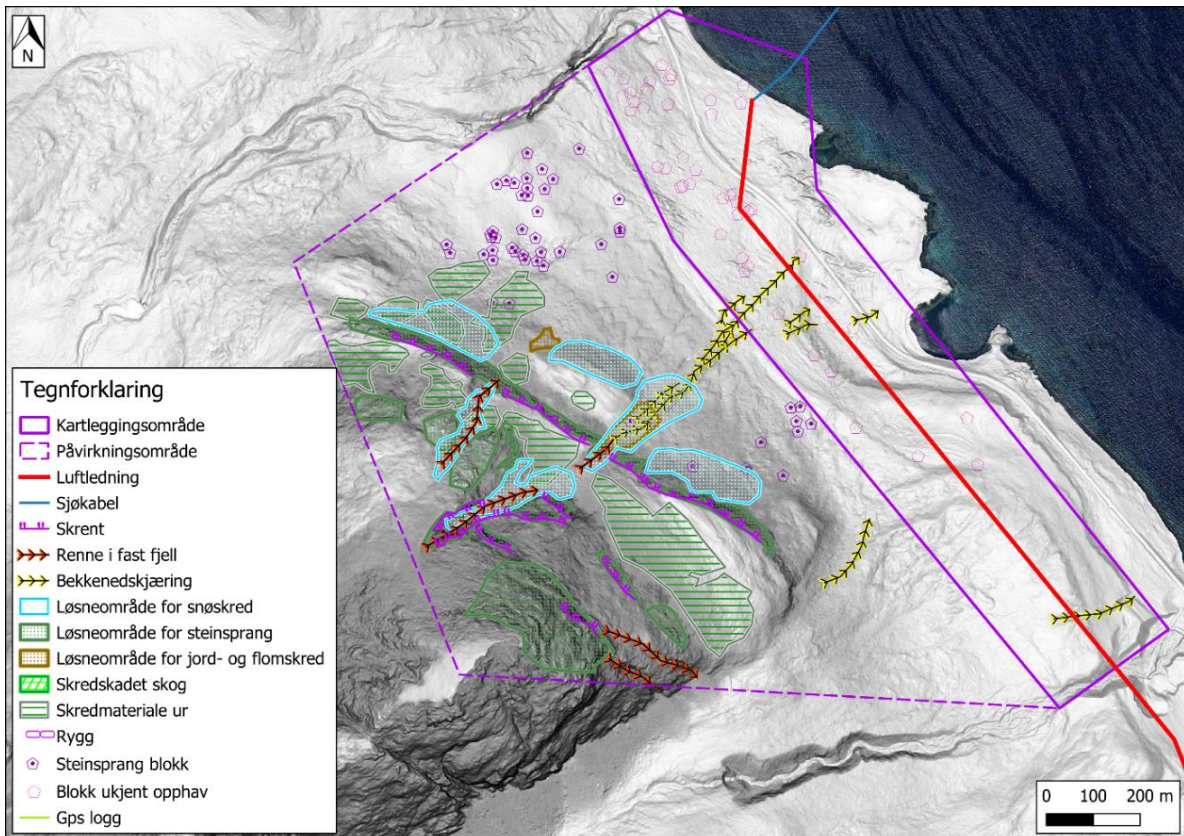 N
Tegnforklaring
Kartleggingsområde
Påvirkningsområde
Luftledning
Sjøkabel
Skrent
Renne i fast fjell
Bekkenedskjæring
Løsneområde for snøskred
Løsneområde for steinsprang
Løsneområde for jord- og flomskred
Skredskadet skog
Skredmateriale ur
Rygg
Steinsprang blokk
Blokk ukjent opphav
Gps logg
0 100 200 m